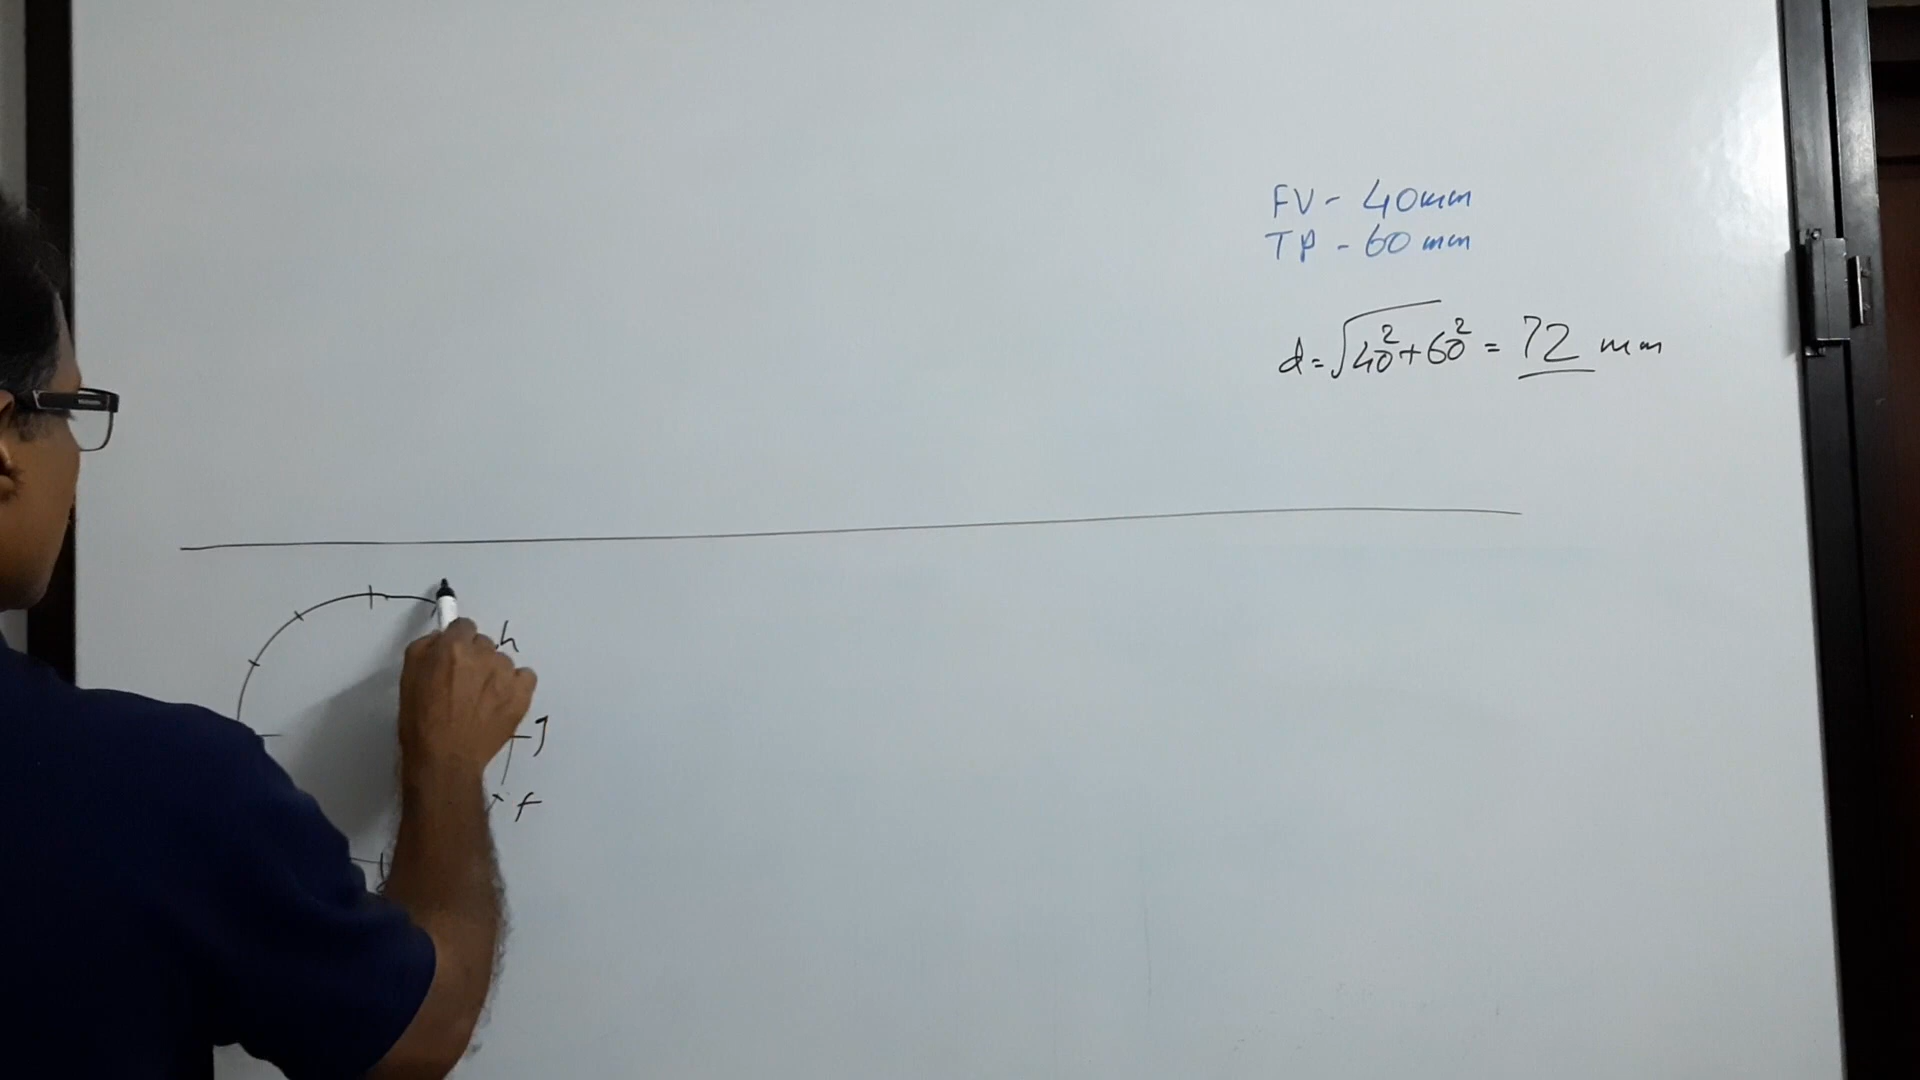 FV - 40mm
TP - 60 mm
d = √40² + 60² = 72 mm
h
g
f